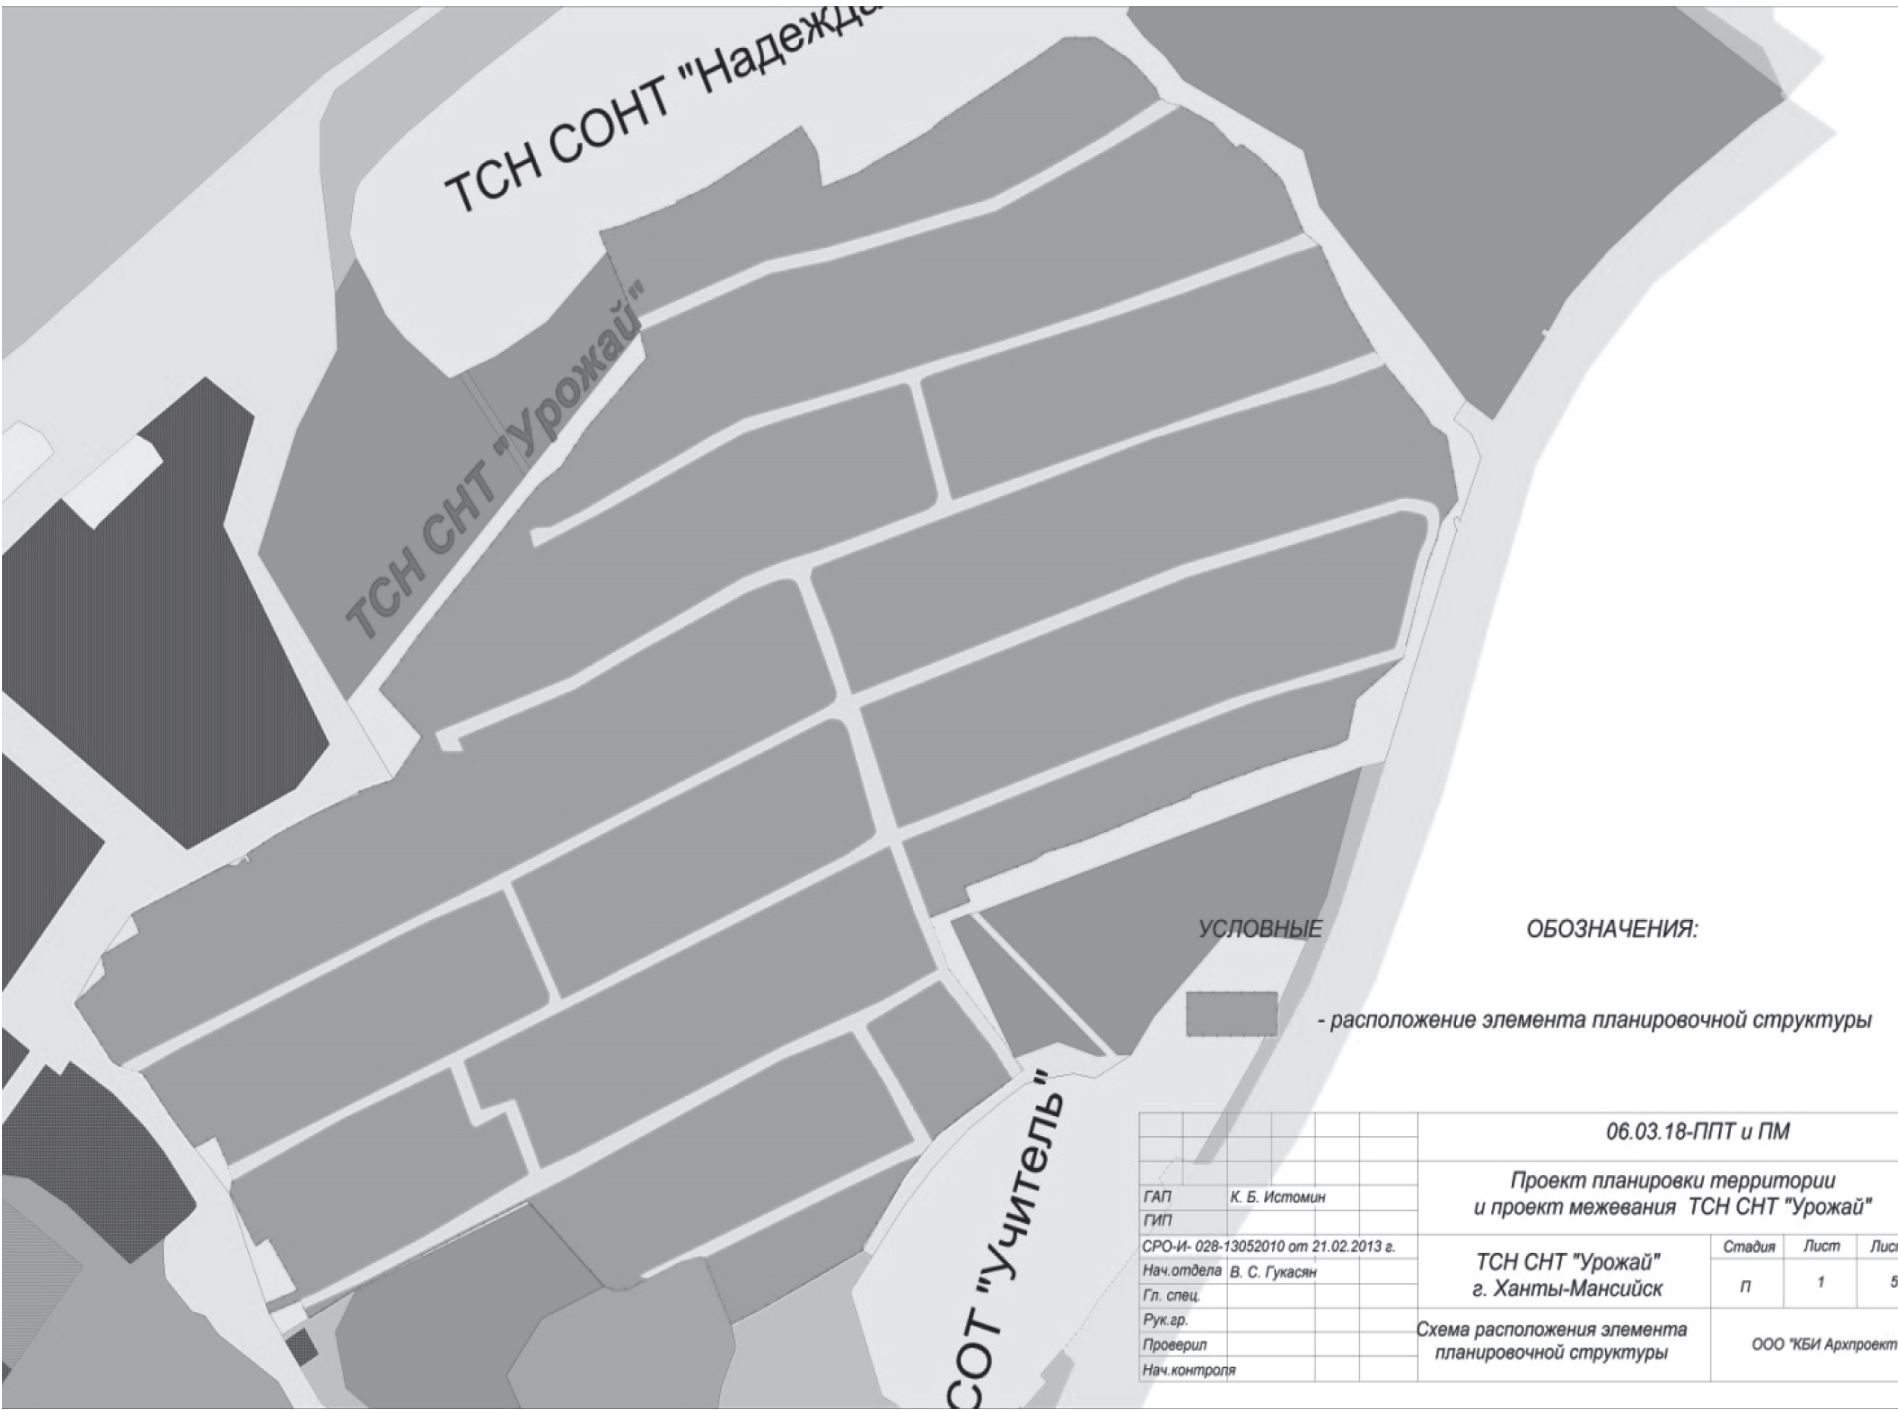 ТСН СОНТ "Надежда
ТСН СНТ "Урожай"
УСЛОВНЫЕ ОБОЗНАЧЕНИЯ:
- расположение элемента планировочной структуры
СОТ "Учитель"
06.03.18-ППТ и ПМ
Проект планировки территории
и проект межевания ТСН СНТ "Урожай"
ГАП К. Б. Истомин
ГИП
СРО-И- 028-13052010 от 21.02.2013 г.
Нач.отдела В. С. Гукасян
Гл. спец.
Рук.гр.
Проверил
Нач.контроля
ТСН СНТ "Урожай"
г. Ханты-Мансийск
Стадия Лист Лис
П 1 5
Схема расположения элемента
планировочной структуры
ООО "КБИ Архпроект